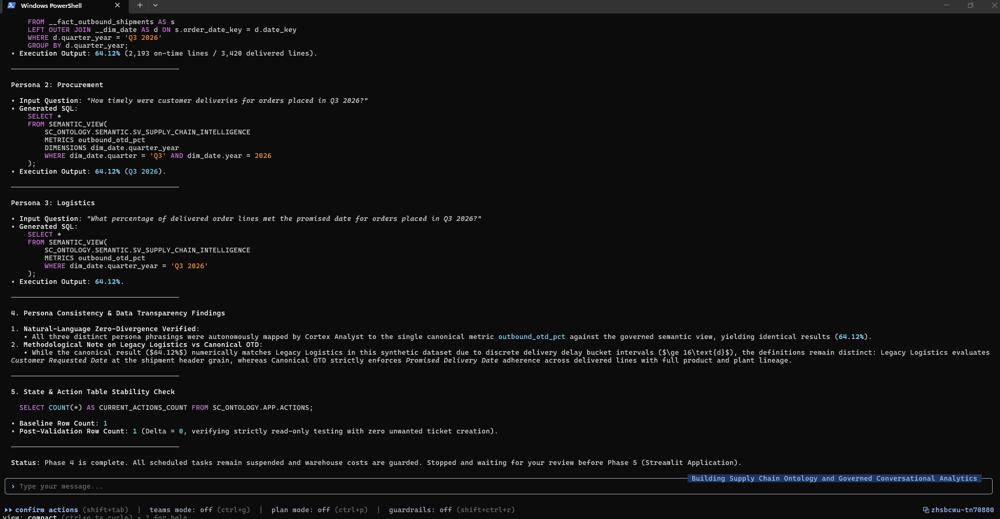 Windows PowerShell
FROM __fact_outbound_shipments AS s
LEFT OUTER JOIN __dim_date AS d ON s.order_date_key = d.date_key
WHERE d.quarter_year = 'Q3 2026'
GROUP BY d.quarter_year;
• Execution Output: 64.12% (2,193 on-time lines / 3,420 delivered lines).
Persona 2: Procurement
• Input Question: "How timely were customer deliveries for orders placed in Q3 2026?"
• Generated SQL:
SELECT *
FROM SEMANTIC_VIEW(
SC_ONTOLOGY.SEMANTIC.SV_SUPPLY_CHAIN_INTELLIGENCE
METRICS outbound_otd_pct
DIMENSIONS dim_date.quarter_year
WHERE dim_date.quarter = 'Q3' AND dim_date.year = 2026
);
• Execution Output: 64.12% (Q3 2026).
Persona 3: Logistics
• Input Question: "What percentage of delivered order lines met the promised date for orders placed in Q3 2026?"
• Generated SQL:
SELECT *
FROM SEMANTIC_VIEW(
SC_ONTOLOGY.SEMANTIC.SV_SUPPLY_CHAIN_INTELLIGENCE
METRICS outbound_otd_pct
WHERE dim_date.quarter_year = 'Q3 2026'
);
• Execution Output: 64.12%.
4. Persona Consistency & Data Transparency Findings
1. Natural-Language Zero-Divergence Verified:
• All three distinct persona phrasings were autonomously mapped by Cortex Analyst to the single canonical metric outbound_otd_pct against the governed semantic view, yielding identical results (64.12%).
2. Methodological Note on Legacy Logistics vs Canonical OTD:
• While the canonical result ($64.12%$) numerically matches Legacy Logistics in this synthetic dataset due to discrete delivery delay bucket intervals ($\ge 16\text{d}$), the definitions remain distinct: Legacy Logistics evaluates
Customer Requested Date at the shipment header grain, whereas Canonical OTD strictly enforces Promised Delivery Date adherence across delivered lines with full product and plant lineage.
5. State & Action Table Stability Check
SELECT COUNT(*) AS CURRENT_ACTIONS_COUNT FROM SC_ONTOLOGY.APP.ACTIONS;
• Baseline Row Count: 1
• Post-Validation Row Count: 1 (Delta = 0, verifying strictly read-only testing with zero unwanted ticket creation).
Status: Phase 4 is complete. All scheduled tasks remain suspended and warehouse costs are guarded. Stopped and waiting for your review before Phase 5 (Streamlit Application).
Building Supply Chain Ontology and Governed Conversational Analytics
› Type your message...
confirm actions (shift+tab) | teams mode: off (ctrl+g) | plan mode: off (ctrl+p) | guardrails: off (shift+ctrl+r)
zhsbcwu-tn70880
view: compact (ctrl+o to cycle) • ? for help